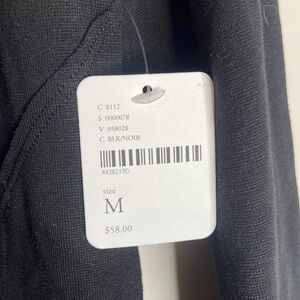 C 8112
S 0000078
V 058028
C: BLK/NOIR
44382190
size
M
$58.00